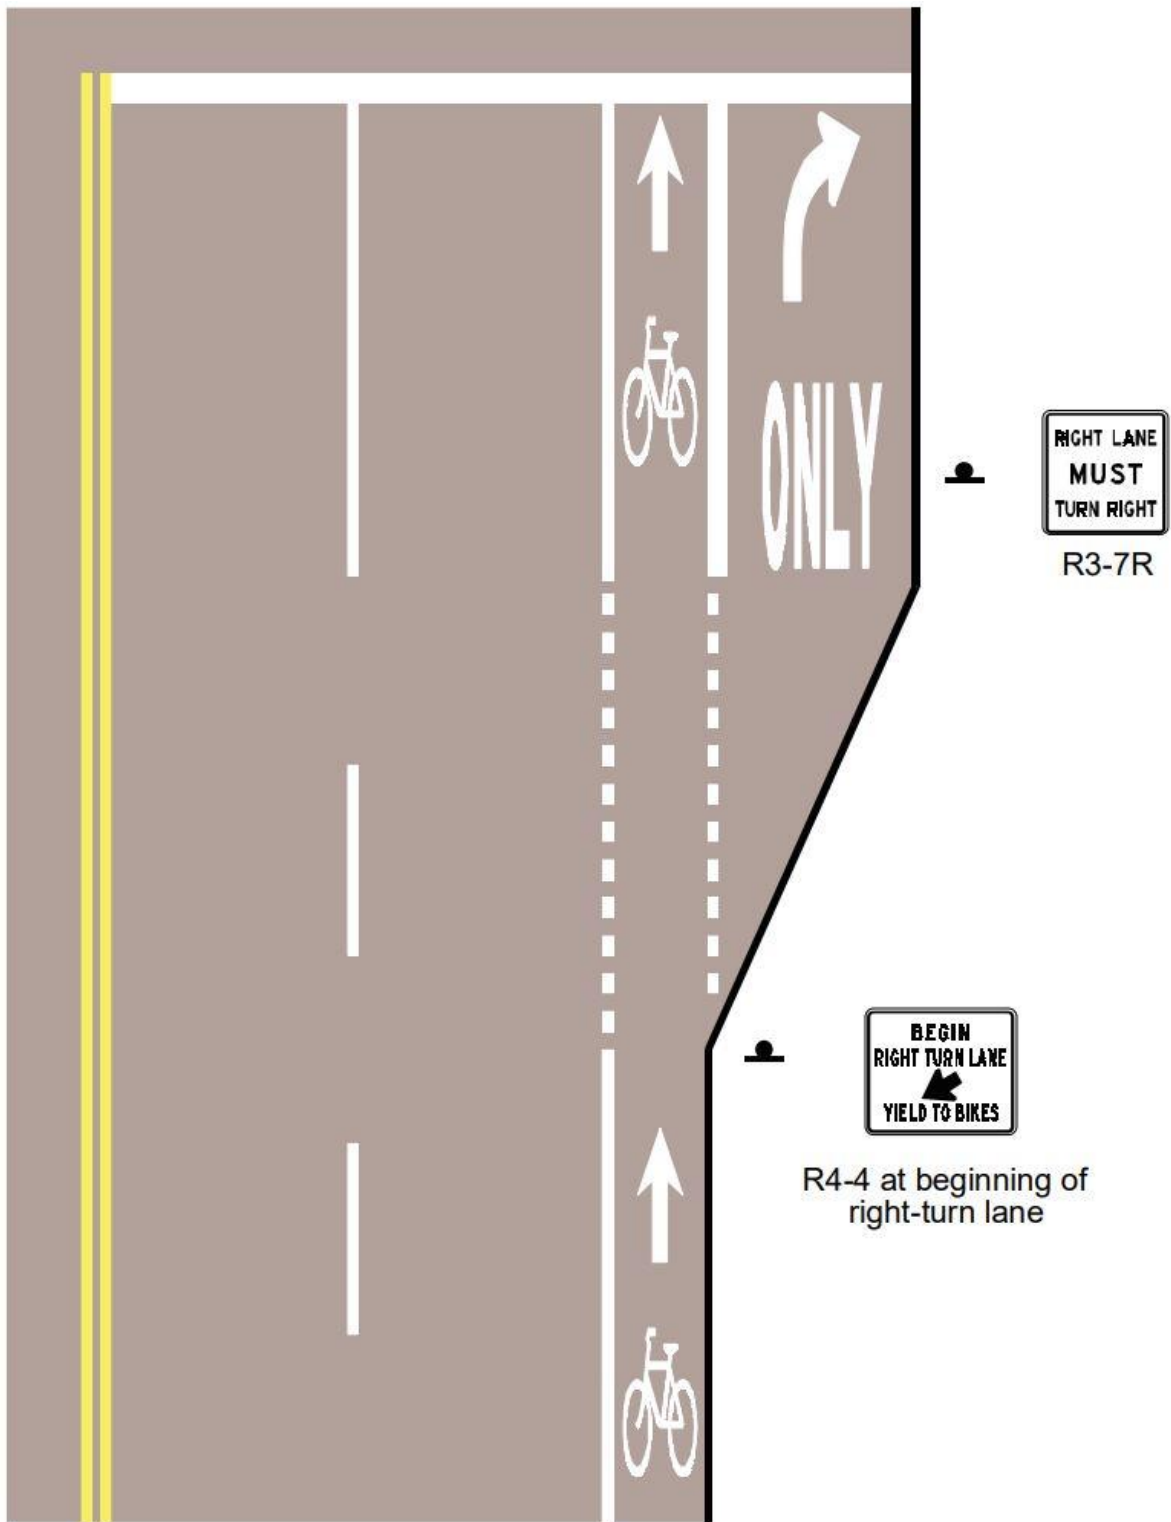 ONLY
RIGHT LANE
MUST
TURN RIGHT
R3-7R
BEGIN
RIGHT TURN LANE
YIELD TO BIKES
R4-4 at beginning of
right-turn lane